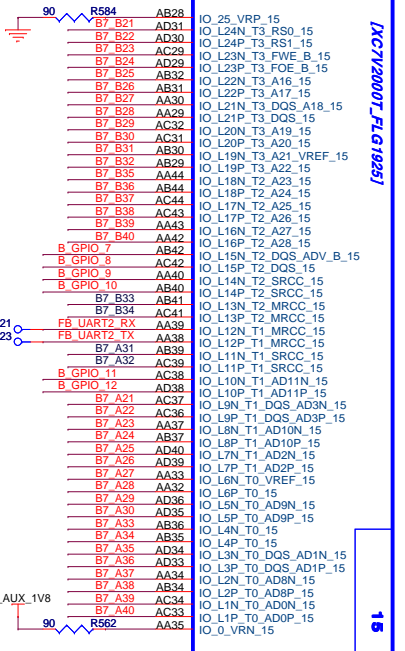 90 R584 AB28 IO_25_VRP_15
B7_B21 AD31 IO_L24N_T3_RS0_15
B7_B22 AD30 IO_L24P_T3_RS1_15
B7_B23 AC29 IO_L23N_T3_FWE_B_15
B7_B24 AD29 IO_L23P_T3_FOE_B_15
B7_B25 AB32 IO_L22N_T3_A16_15
B7_B26 AB31 IO_L22P_T3_A17_15
B7_B27 AA30 IO_L21N_T3_DQS_A18_15
B7_B28 AA29 IO_L21P_T3_DQS_15
B7_B29 AC32 IO_L20N_T3_A19_15
B7_B30 AC31 IO_L20P_T3_A20_15
B7_B31 AB30 IO_L19N_T3_A21_VREF_15
B7_B32 AB29 IO_L19P_T3_A22_15
B7_B35 AA44 IO_L18N_T2_A23_15
B7_B36 AB44 IO_L18P_T2_A24_15
B7_B37 AC44 IO_L17N_T2_A25_15
B7_B38 AC43 IO_L17P_T2_A26_15
B7_B39 AA43 IO_L16N_T2_A27_15
B7_B40 AA42 IO_L16P_T2_A28_15
B_GPIO_7 AB42 IO_L15N_T2_DQS_ADV_B_15
B_GPIO_8 AC42 IO_L15P_T2_DQS_15
B_GPIO_9 AA40 IO_L14N_T2_SRCC_15
B_GPIO_10 AB40 IO_L14P_T2_SRCC_15
B7_B33 AB41 IO_L13N_T2_MRCC_15
B7_B34 AC41 IO_L13P_T2_MRCC_15
21 FB_UART2_RX AA39 IO_L12N_T1_MRCC_15
23 FB_UART2_TX AA38 IO_L12P_T1_MRCC_15
B7_A31 AB39 IO_L11N_T1_SRCC_15
B7_A32 AC39 IO_L11P_T1_SRCC_15
B_GPIO_11 AC38 IO_L10N_T1_AD11N_15
B_GPIO_12 AD38 IO_L10P_T1_AD11P_15
B7_A21 AC37 IO_L9N_T1_DQS_AD3N_15
B7_A22 AC36 IO_L9P_T1_DQS_AD3P_15
B7_A23 AA37 IO_L8N_T1_AD10N_15
B7_A24 AB37 IO_L8P_T1_AD10P_15
B7_A25 AD40 IO_L7N_T1_AD2N_15
B7_A26 AD39 IO_L7P_T1_AD2P_15
B7_A27 AA33 IO_L6N_T0_VREF_15
B7_A28 AA32 IO_L6P_T0_15
B7_A29 AD36 IO_L5N_T0_AD9N_15
B7_A30 AD35 IO_L5P_T0_AD9P_15
B7_A33 AB36 IO_L4N_T0_15
B7_A34 AB35 IO_L4P_T0_15
B7_A35 AD34 IO_L3N_T0_DQS_AD1N_15
B7_A36 AD33 IO_L3P_T0_DQS_AD1P_15
B7_A37 AA34 IO_L2N_T0_AD8N_15
B7_A38 AB34 IO_L2P_T0_AD8P_15
_AUX_1V8 B7_A39 AC34 IO_L1N_T0_AD0N_15
B7_A40 AC33 IO_L1P_T0_AD0P_15
90 R562 AA35 IO_0_VRN_15
[XC7V2000T_FLG1925]
15